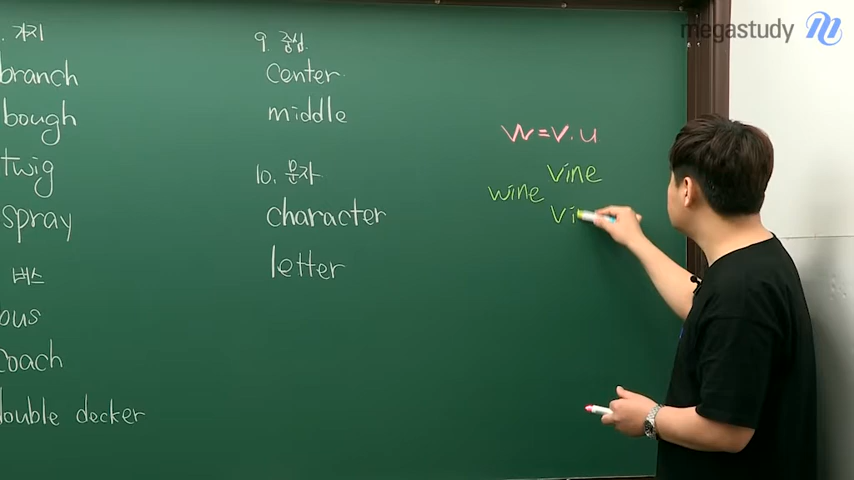 가지
branch
bough
twig
spray
버스
bus
coach
double decker
9. 중심
center
middle
10. 문자
character
letter
w=v.u
vine
wine
vi
megastudy